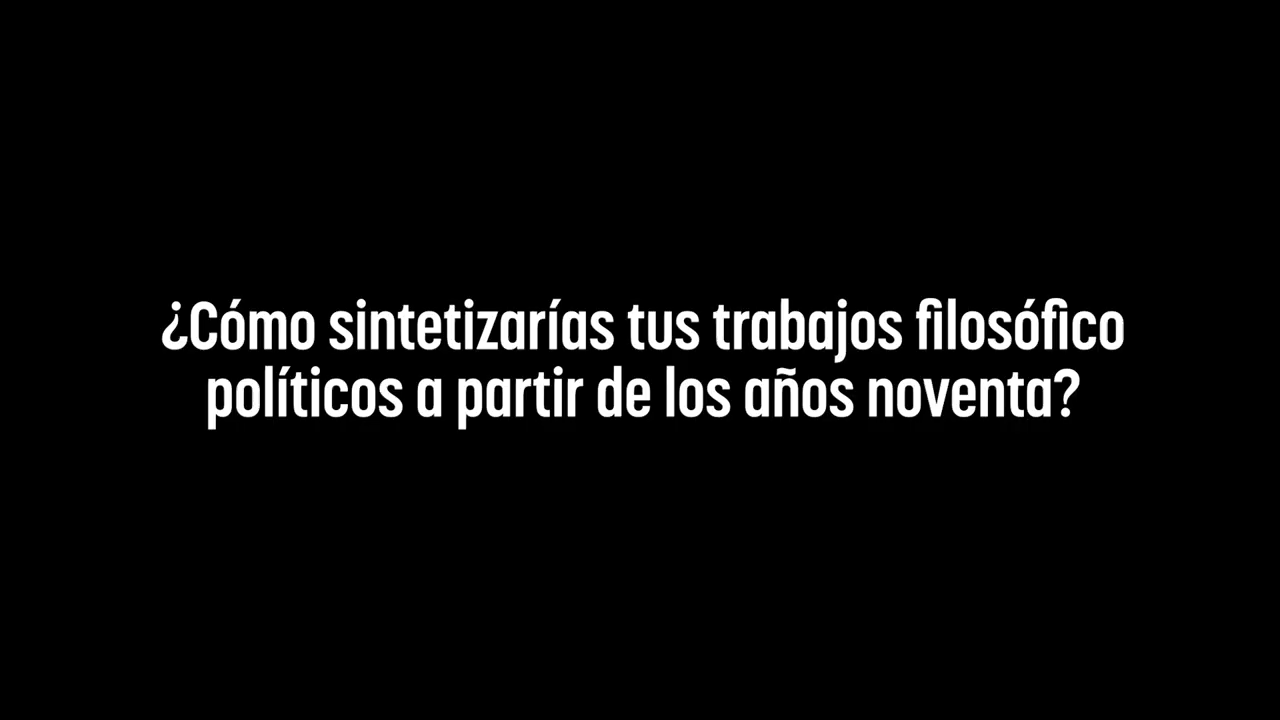 ¿Cómo sintetizarías tus trabajos filosófico
políticos a partir de los años noventa?